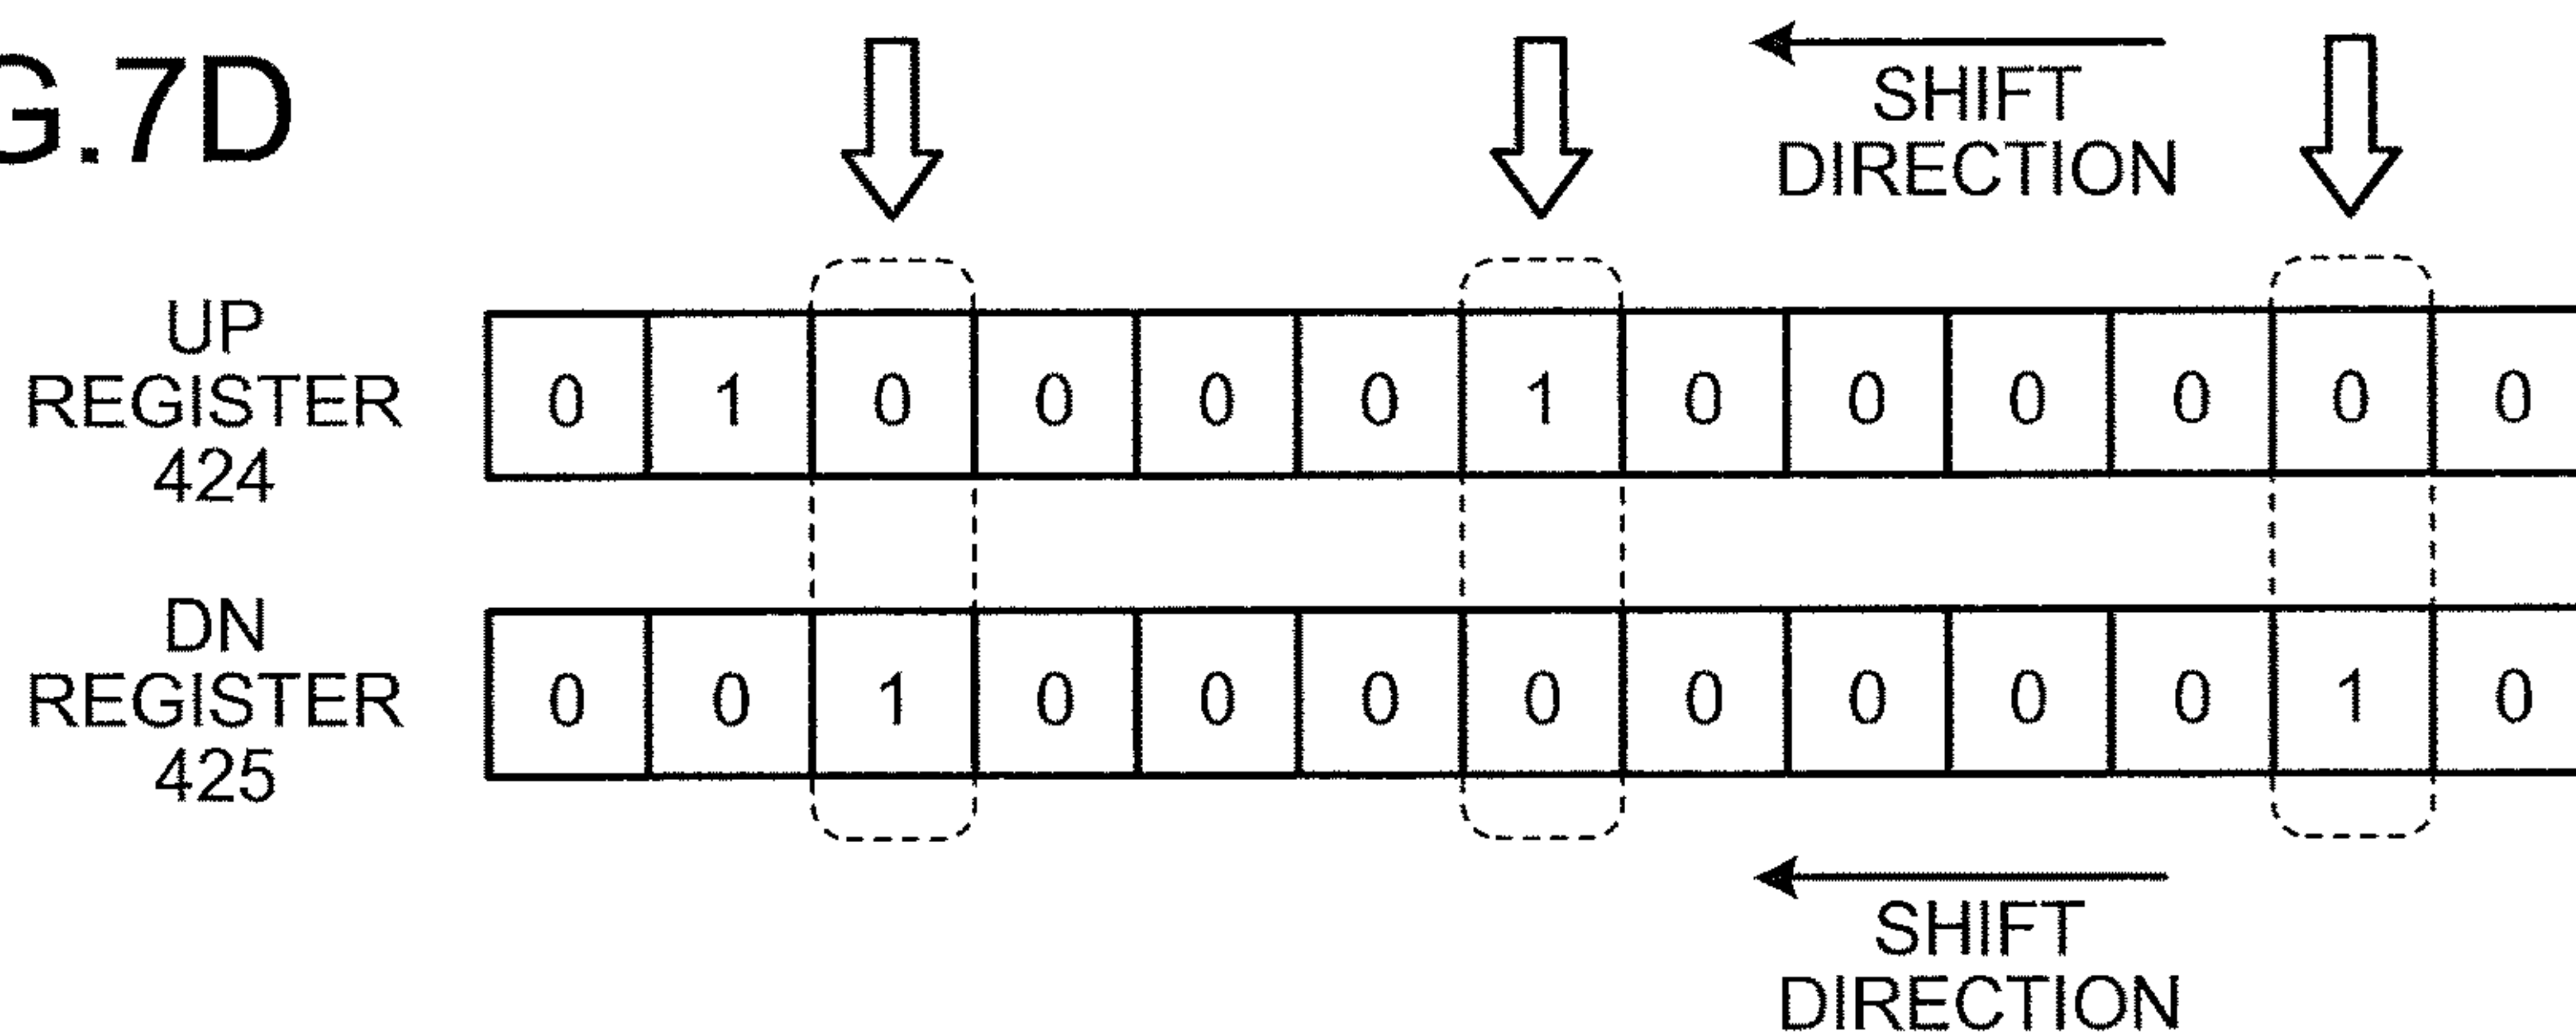 G.7D
SHIFT
DIRECTION
UP
REGISTER
424
0 1 0 0 0 0 1 0 0 0 0 0 0
DN
REGISTER
425
0 0 1 0 0 0 0 0 0 0 0 1 0
SHIFT
DIRECTION